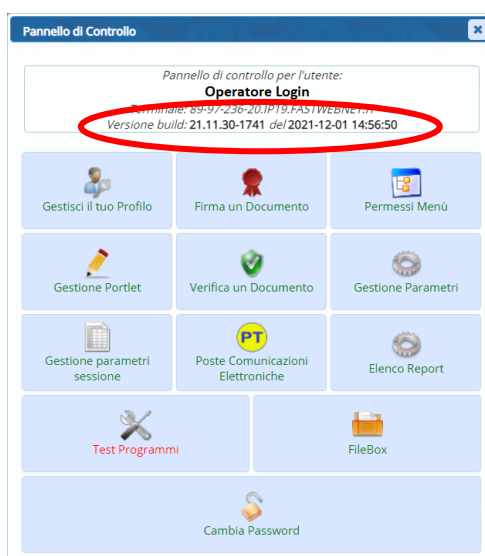 Pannello di Controllo
Pannello di controllo per l'utente:
Operatore Login
Terminale: 89-97-236-20.IP19.FASTWEBNET.IT
Versione build: 21.11.30-1741 del 2021-12-01 14:56:50
Gestisci il tuo Profilo
Firma un Documento
Permessi Menù
Gestione Portlet
Verifica un Documento
Gestione Parametri
Gestione parametri
sessione
PT
Poste Comunicazioni
Elettroniche
Elenco Report
Test Programmi
FileBox
Cambia Password